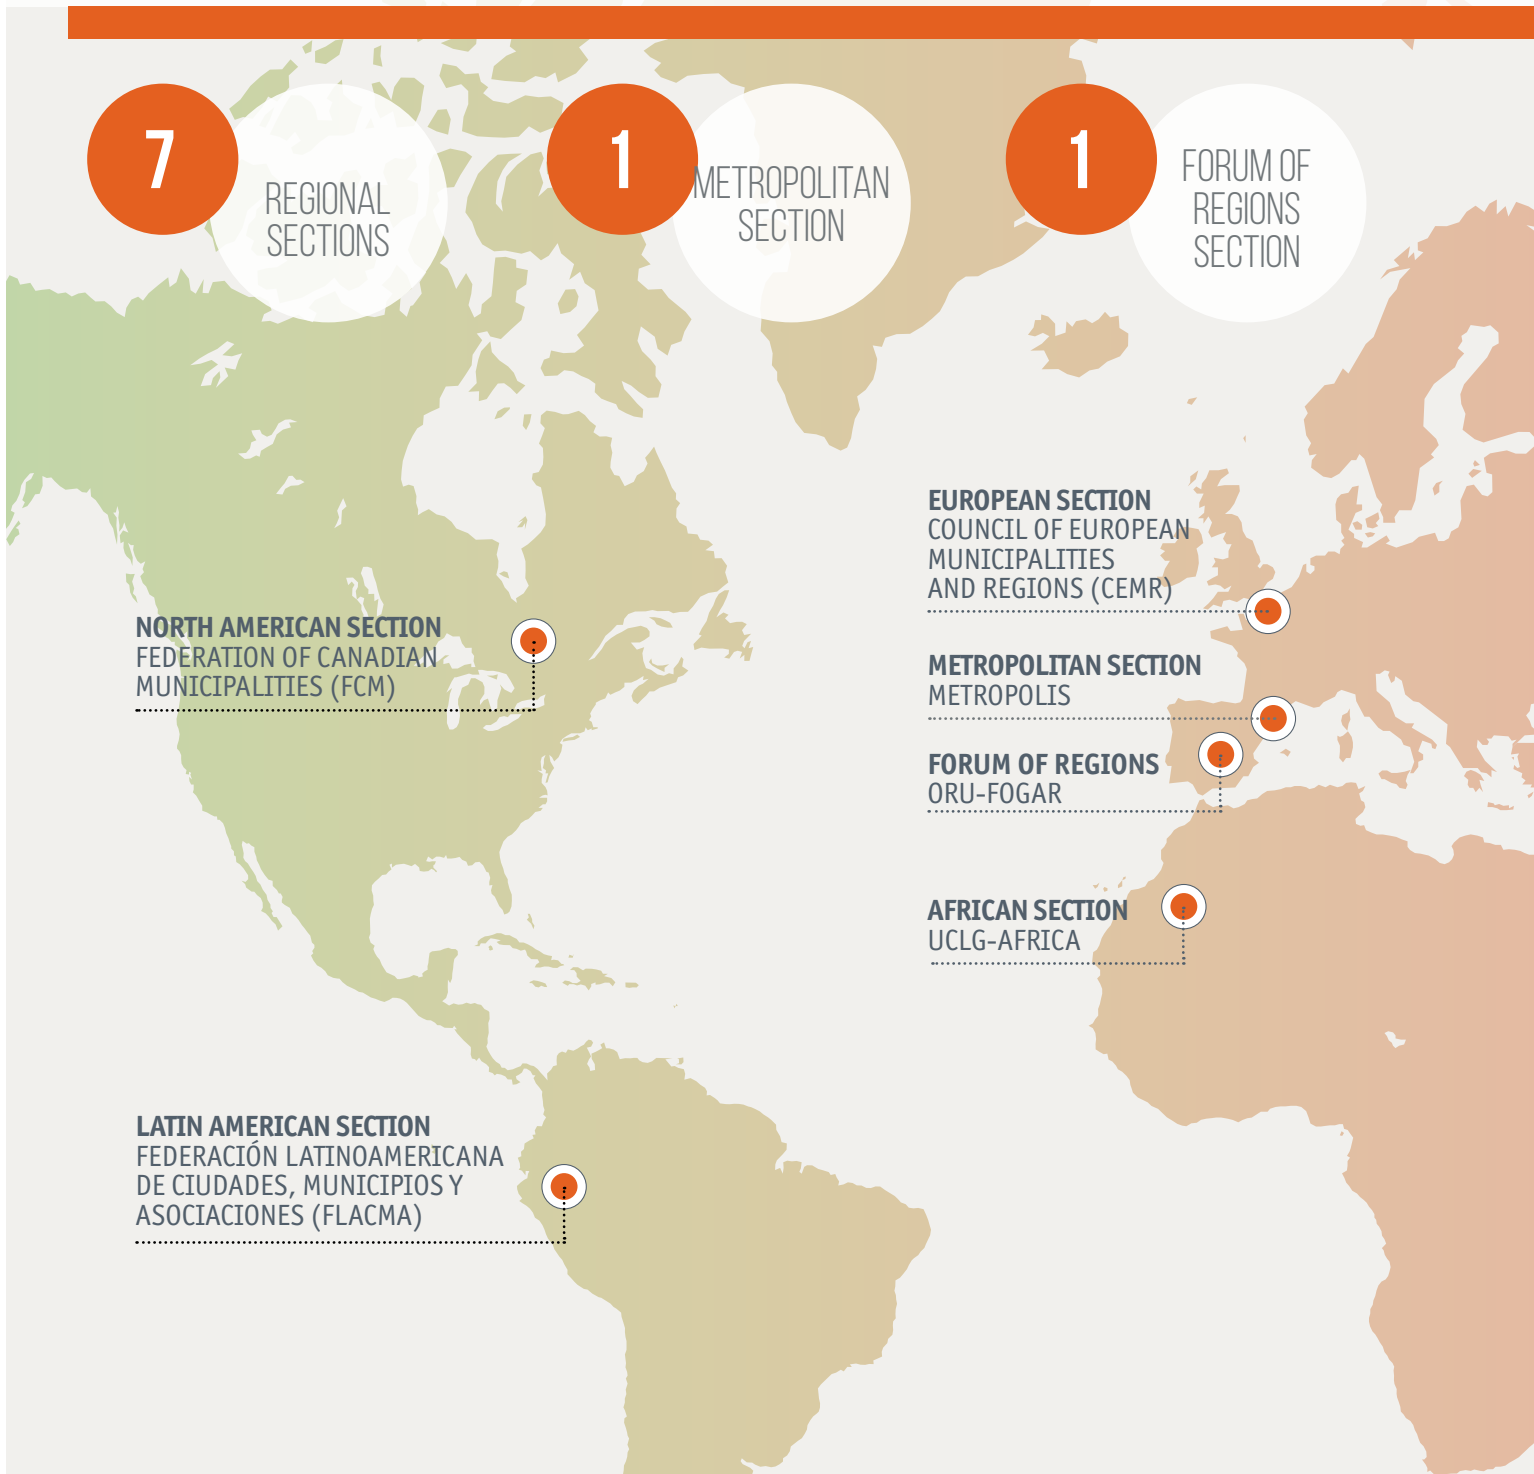 7
REGIONAL
SECTIONS
1
METROPOLITAN
SECTION
1
FORUM OF
REGIONS
SECTION
NORTH AMERICAN SECTION
FEDERATION OF CANADIAN
MUNICIPALITIES (FCM)
LATIN AMERICAN SECTION
FEDERACIÓN LATINOAMERICANA
DE CIUDADES, MUNICIPIOS Y
ASOCIACIONES (FLACMA)
EUROPEAN SECTION
COUNCIL OF EUROPEAN
MUNICIPALITIES
AND REGIONS (CEMR)
METROPOLITAN SECTION
METROPOLIS
FORUM OF REGIONS
ORU-FOGAR
AFRICAN SECTION
UCLG-AFRICA